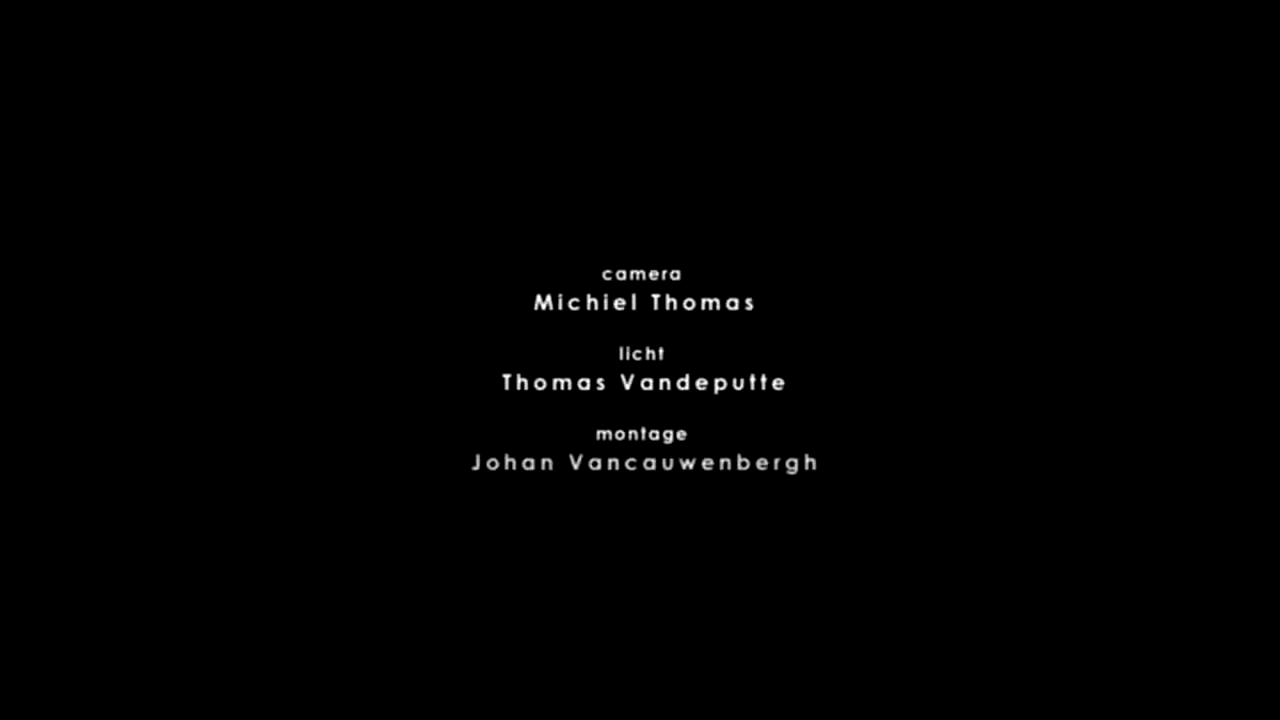 camera
Michiel Thomas
licht
Thomas Vandeputte
montage
Johan Vancauwenbergh